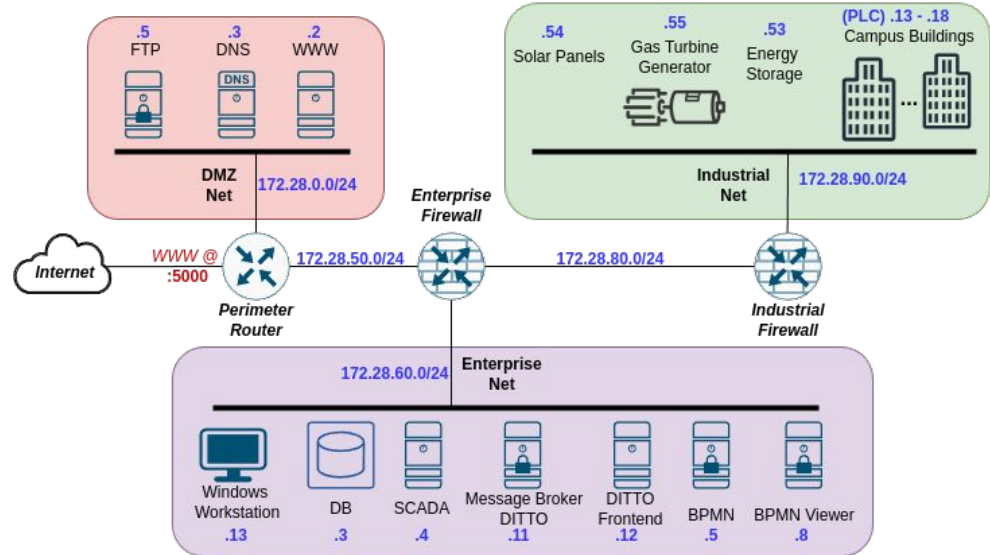 .5
FTP
.3
DNS
.2
WWW
DNS
DMZ
Net
172.28.0.0/24
.54
Solar Panels
.55
Gas Turbine
Generator
.53
Energy
Storage
(PLC) .13 - .18
Campus Buildings
...
Industrial
Net
172.28.90.0/24
Internet
WWW @
:5000
Perimeter
Router
172.28.50.0/24
Enterprise
Firewall
172.28.80.0/24
Industrial
Firewall
172.28.60.0/24
Enterprise
Net
Windows
Workstation
.13
DB
.3
SCADA
.4
Message Broker
DITTO
.11
DITTO
Frontend
.12
BPMN
.5
BPMN Viewer
.8